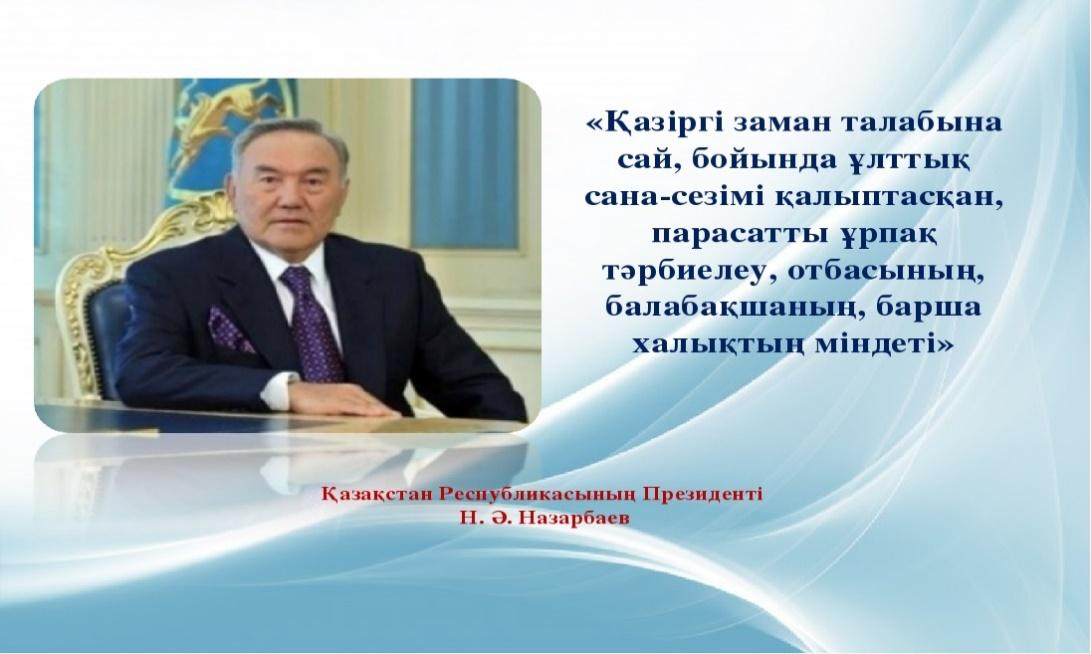 «Қазіргі заман талабына
сай, бойында ұлттық
сана-сезімі қалыптасқан,
парасатты ұрпақ
тәрбиелеу, отбасының,
балабақшаның, барша
халықтың міндеті»
Қазақстан Республикасының Президенті
Н. Ә. Назарбаев